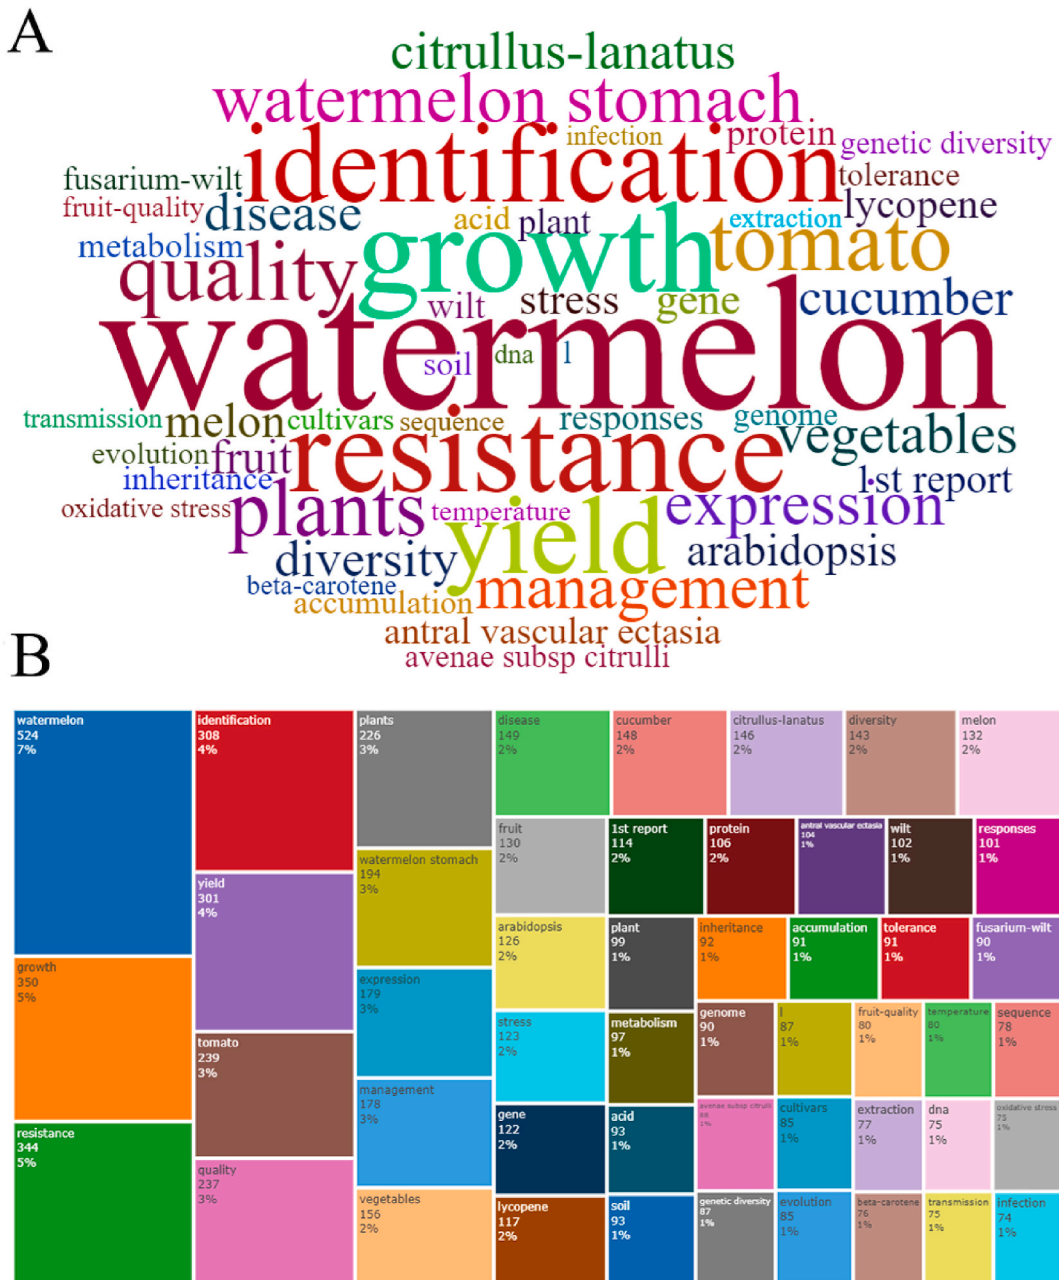 A
citrullus-lanatus
watermelon stomach
infection
protein
genetic diversity
identification
fusarium-wilt
tolerance
fruit-quality
disease
acid
plant
extraction
lycopene
metabolism
growth
tomato
quality
wilt
stress
gene
cucumber
watermelon
soil
dna
l
transmission
melon
cultivars
sequence
responses
genome
vegetables
evolution
fruit
resistance
inheritance
1st report
oxidative stress
plants
temperature
yield
expression
diversity
arabidopsis
beta-carotene
accumulation
management
antral vascular ectasia
avenae subsp citrulli
B
watermelon
524
7%
growth
350
5%
resistance
344
5%
identification
308
4%
yield
301
4%
tomato
239
3%
quality
237
3%
plants
226
3%
watermelon stomach
194
3%
expression
179
3%
management
178
3%
vegetables
156
2%
disease
149
2%
cucumber
148
2%
citrullus-lanatus
146
2%
diversity
143
2%
melon
132
2%
fruit
130
2%
arabidopsis
126
2%
stress
123
2%
gene
122
2%
lycopene
117
2%
1st report
114
2%
protein
106
2%
antral vascular ectasia
104
1%
wilt
102
1%
responses
101
1%
plant
99
1%
metabolism
97
1%
acid
93
1%
soil
93
1%
inheritance
92
1%
accumulation
91
1%
tolerance
91
1%
fusarium-wilt
90
1%
genome
90
1%
avenae subsp citrulli
88
1%
genetic diversity
87
1%
l
87
1%
cultivars
85
1%
evolution
85
1%
fruit-quality
80
1%
extraction
77
1%
beta-carotene
76
1%
temperature
80
1%
dna
75
1%
transmission
75
1%
sequence
78
1%
oxidative stress
75
1%
infection
74
1%